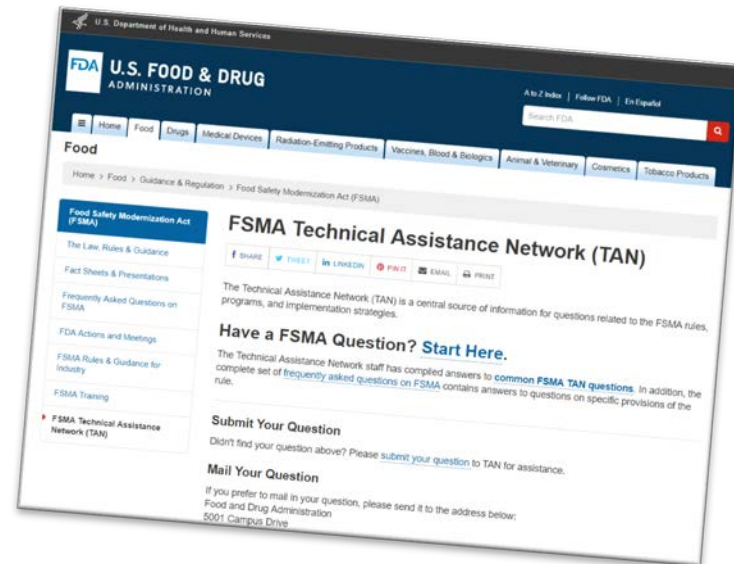 U.S. Department of Health and Human Services
FDA
U.S. FOOD & DRUG
ADMINISTRATION
A to Z Index | Follow FDA | En Español
Search FDA
Home
Food
Drugs
Medical Devices
Radiation-Emitting Products
Vaccines, Blood & Biologics
Animal & Veterinary
Cosmetics
Tobacco Products
Food
Home > Food > Guidance & Regulation > Food Safety Modernization Act (FSMA)
Food Safety Modernization Act
(FSMA)
The Law, Rules & Guidance
Fact Sheets & Presentations
Frequently Asked Questions on
FSMA
FDA Actions and Meetings
FSMA Rules & Guidance for
Industry
FSMA Training
FSMA Technical Assistance
Network (TAN)
FSMA Technical Assistance Network (TAN)
SHARE
TWEET
LINKEDIN
PIN IT
EMAIL
PRINT
The Technical Assistance Network (TAN) is a central source of information for questions related to the FSMA rules,
programs, and implementation strategies.
Have a FSMA Question? Start Here.
The Technical Assistance Network staff has compiled answers to common FSMA TAN questions. In addition, the
complete set of frequently asked questions on FSMA contains answers to questions on specific provisions of the
rule.
Submit Your Question
Didn't find your question above? Please submit your question to TAN for assistance.
Mail Your Question
If you prefer to mail in your question, please send it to the address below:
Food and Drug Administration
5001 Campus Drive